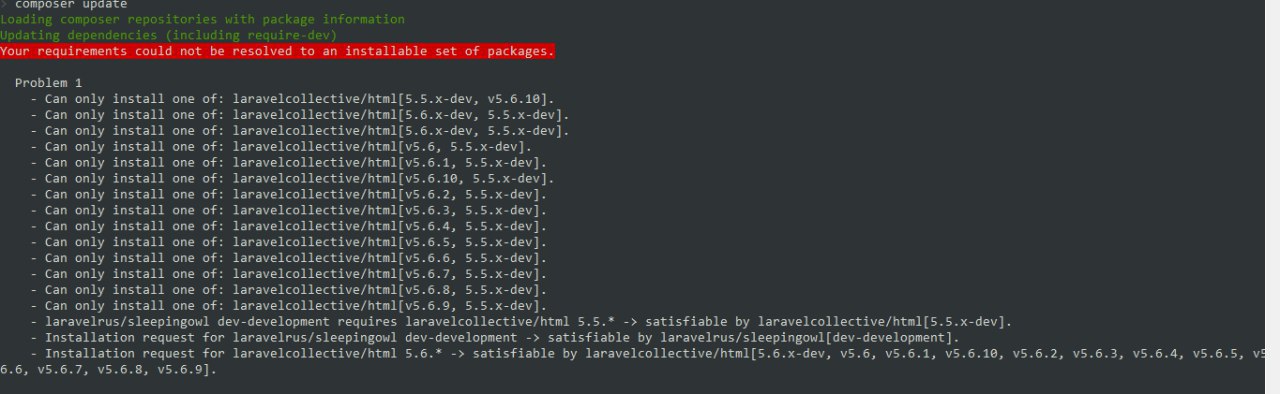 > composer update
Loading composer repositories with package information
Updating dependencies (including require-dev)
Your requirements could not be resolved to an installable set of packages.
Problem 1
- Can only install one of: laravelcollective/html[5.5.x-dev, v5.6.10].
- Can only install one of: laravelcollective/html[5.6.x-dev, 5.5.x-dev].
- Can only install one of: laravelcollective/html[5.6.x-dev, 5.5.x-dev].
- Can only install one of: laravelcollective/html[v5.6, 5.5.x-dev].
- Can only install one of: laravelcollective/html[v5.6.1, 5.5.x-dev].
- Can only install one of: laravelcollective/html[v5.6.10, 5.5.x-dev].
- Can only install one of: laravelcollective/html[v5.6.2, 5.5.x-dev].
- Can only install one of: laravelcollective/html[v5.6.3, 5.5.x-dev].
- Can only install one of: laravelcollective/html[v5.6.4, 5.5.x-dev].
- Can only install one of: laravelcollective/html[v5.6.5, 5.5.x-dev].
- Can only install one of: laravelcollective/html[v5.6.6, 5.5.x-dev].
- Can only install one of: laravelcollective/html[v5.6.7, 5.5.x-dev].
- Can only install one of: laravelcollective/html[v5.6.8, 5.5.x-dev].
- Can only install one of: laravelcollective/html[v5.6.9, 5.5.x-dev].
- laravelrus/sleepingowl dev-development requires laravelcollective/html 5.5.* -> satisfiable by laravelcollective/html[5.5.x-dev].
- Installation request for laravelrus/sleepingowl dev-development -> satisfiable by laravelrus/sleepingowl[dev-development].
- Installation request for laravelcollective/html 5.6.* -> satisfiable by laravelcollective/html[5.6.x-dev, v5.6, v5.6.1, v5.6.10, v5.6.2, v5.6.3, v5.6.4, v5.6.5, v5
6.6, v5.6.7, v5.6.8, v5.6.9].